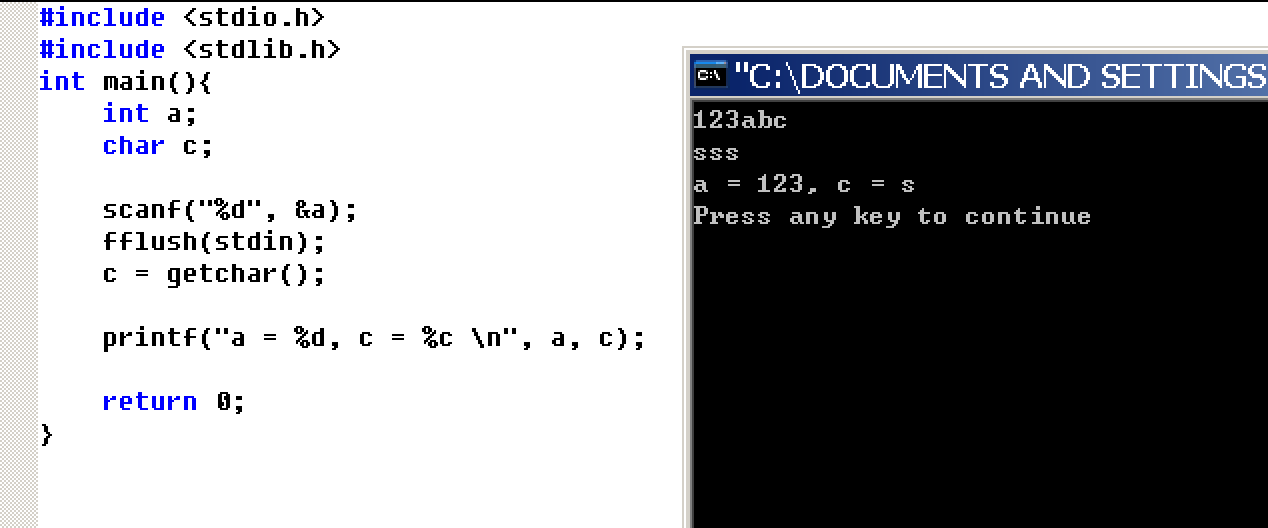 #include <stdio.h>
#include <stdlib.h>
int main(){
    int a;
    char c;

    scanf("%d", &a);
    fflush(stdin);
    c = getchar();

    printf("a = %d, c = %c \n", a, c);

    return 0;
}
C:\
"C:\DOCUMENTS AND SETTINGS
123abc
sss
a = 123, c = s
Press any key to continue